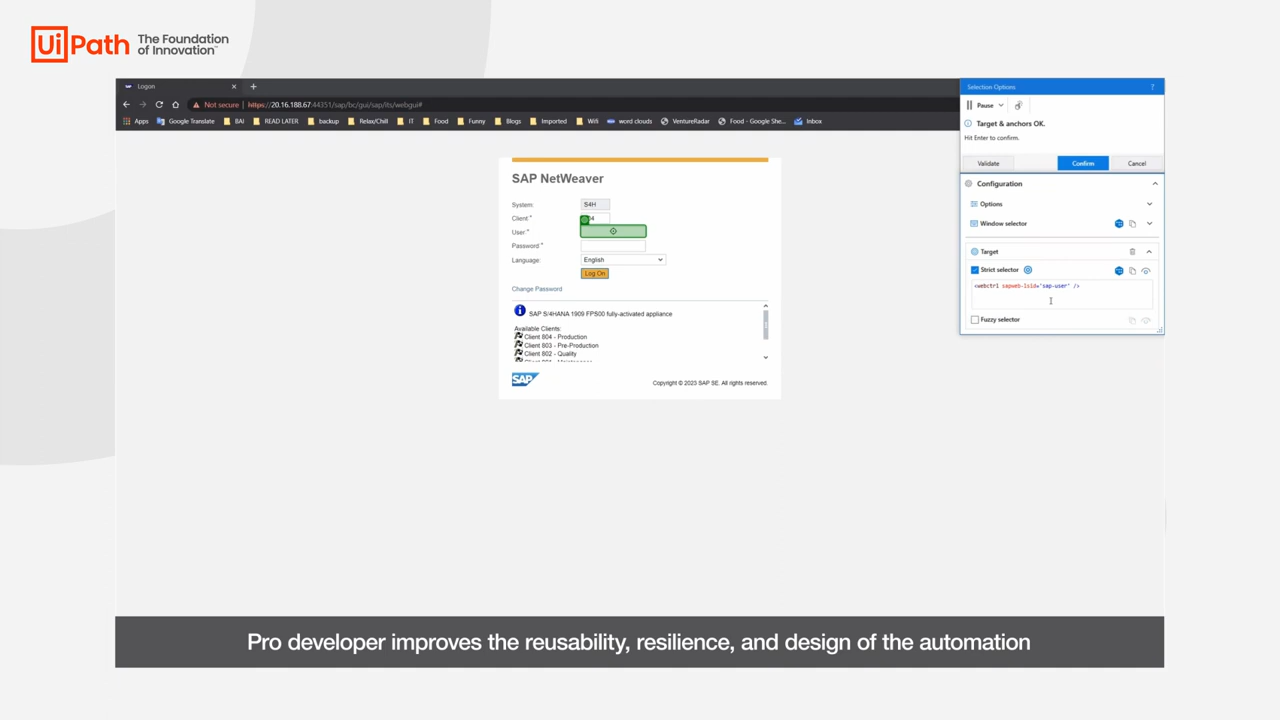 UiPath The Foundation
of Innovation™
Logon
Not secure https://20.16.188.67:44351/sap/bc/gui/sap/its/webgui#
Apps Google Translate BAI READ LATER backup Relax/Chill IT Food Funny Blogs Imported Wifi word clouds VentureRadar Food - Google She... Inbox
SAP NetWeaver
System: S4H
Client:*
User:*
Password*
Language: English
Log On
Change Password
SAP S/4HANA 1909 FPS00 fully-activated appliance
Available Clients:
Client 804 - Production
Client 803 - Pre-Production
Client 802 - Quality
SAP Copyright © 2023 SAP SE. All rights reserved.
Selection Options ?
Pause
Target & anchors OK.
Hit Enter to confirm.
Validate Confirm Cancel
Configuration
Options
Window selector
Target
Strict selector
<webctrl sapweb-lsid='sap-user' />
Fuzzy selector
Pro developer improves the reusability, resilience, and design of the automation